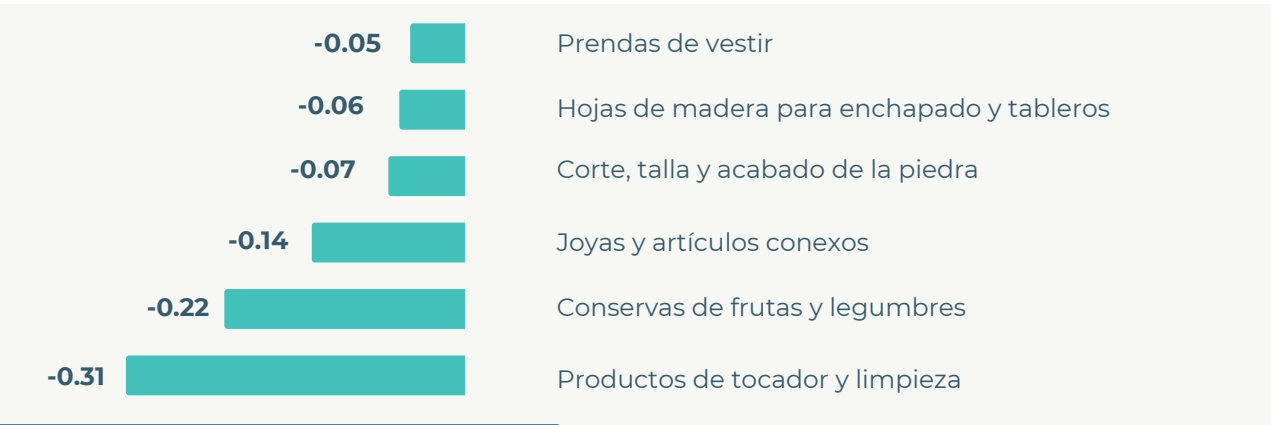 -0.05 Prendas de vestir
-0.06 Hojas de madera para enchapado y tableros
-0.07 Corte, talla y acabado de la piedra
-0.14 Joyas y artículos conexos
-0.22 Conservas de frutas y legumbres
-0.31 Productos de tocador y limpieza